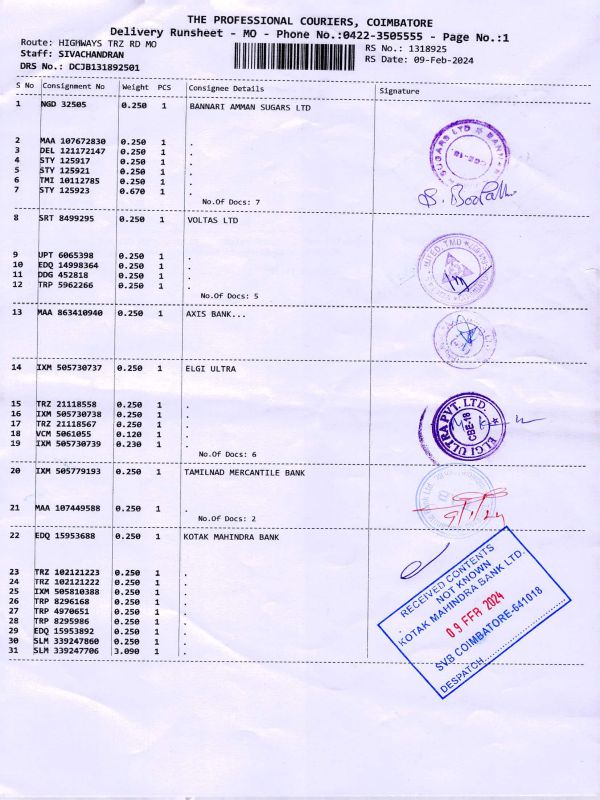 THE PROFESSIONAL COURIERS, COIMBATORE
Delivery Runsheet - MO - Phone No.:0422-3505555 - Page No.:1
Route: HIGHWAYS TRZ RD MO
RS No.: 1318925
Staff: SIVACHANDRAN
RS Date: 09-Feb-2024
DRS No.: DCJB131892501
S No Consignment No Weight PCS Consignee Details Signature
1 NGD 32505 0.250 1 BANNARI AMMAN SUGARS LTD
2 MAA 107672830 0.250 1 .
3 DEL 121172147 0.250 1 .
4 STY 125917 0.250 1 .
5 STY 125921 0.250 1 .
6 TMI 10112785 0.250 1 .
7 STY 125923 0.670 1 .
No.Of Docs: 7
8 SRT 8499295 0.250 1 VOLTAS LTD
9 UPT 6065398 0.250 1 .
10 EDQ 14998364 0.250 1 .
11 DDG 452818 0.250 1 .
12 TRP 5962266 0.250 1 .
No.Of Docs: 5
13 MAA 863410940 0.250 1 AXIS BANK...
14 IXM 505730737 0.250 1 ELGI ULTRA
15 TRZ 21118558 0.250 1 .
16 IXM 505730738 0.250 1 .
17 TRZ 21118567 0.250 1 .
18 VCM 5061055 0.120 1 .
19 IXM 505730739 0.230 1 .
No.Of Docs: 6
ELGI ULTRA PVT. LTD.
CBE-18
20 IXM 505779193 0.250 1 TAMILNAD MERCANTILE BANK
21 MAA 107449588 0.250 1 .
No.Of Docs: 2
22 EDQ 15953688 0.250 1 KOTAK MAHINDRA BANK
23 TRZ 102121223 0.250 1 .
24 TRZ 102121222 0.250 1 .
25 IXM 505810388 0.250 1 .
26 TRP 8296168 0.250 1 .
27 TRP 4970651 0.250 1 .
28 TRP 8295986 0.250 1 .
29 EDQ 15953892 0.250 1 .
30 SLM 339247860 0.250 1 .
31 SLM 339247706 3.090 1 .
RECEIVED CONTENTS
NOT KNOWN
KOTAK MAHINDRA BANK LTD.
09 FEB 2024
SVB COIMBATORE-641018
DESPATCH